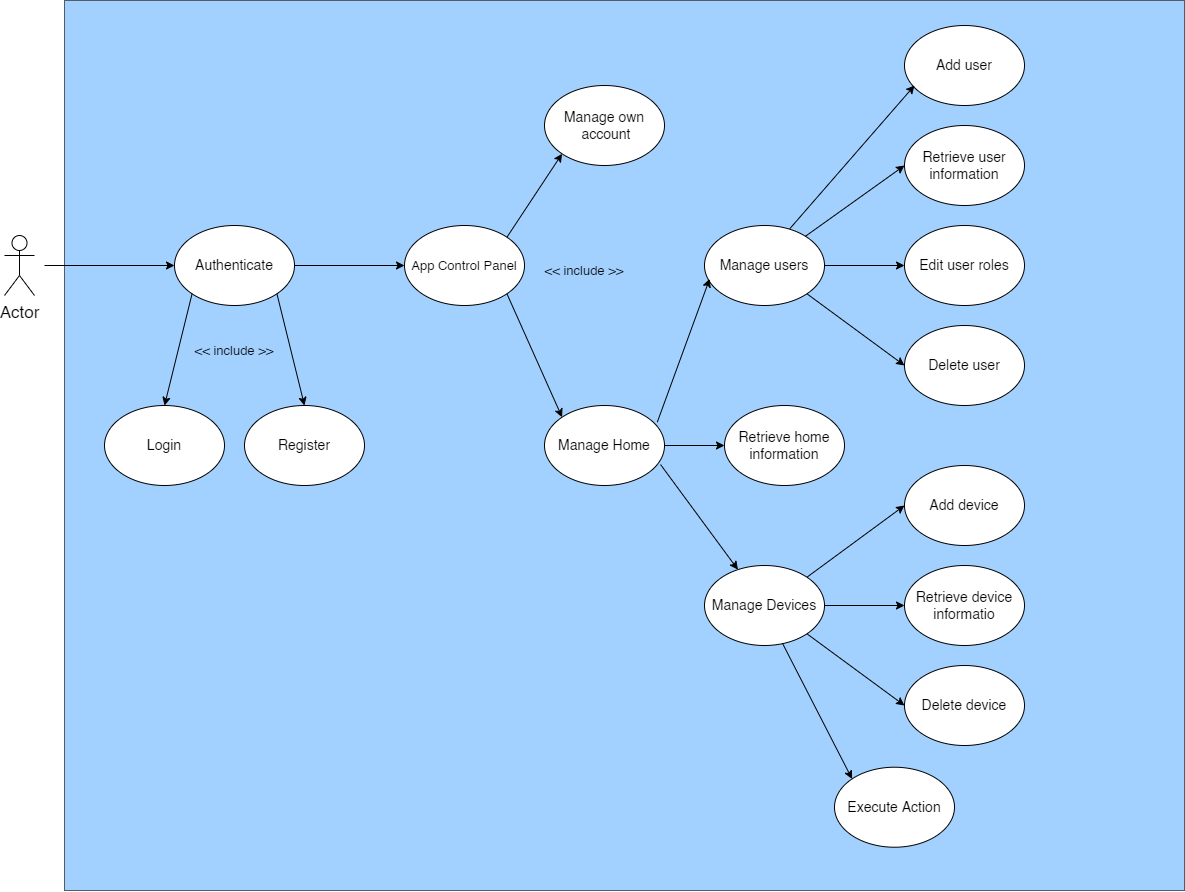 Add user
Manage own
account
Retrieve user
information
Actor
Authenticate
App Control Panel
<< include >>
Manage users
Edit user roles
<< include >>
Delete user
Login
Register
Manage Home
Retrieve home
information
Add device
Manage Devices
Retrieve device
informatio
Delete device
Execute Action